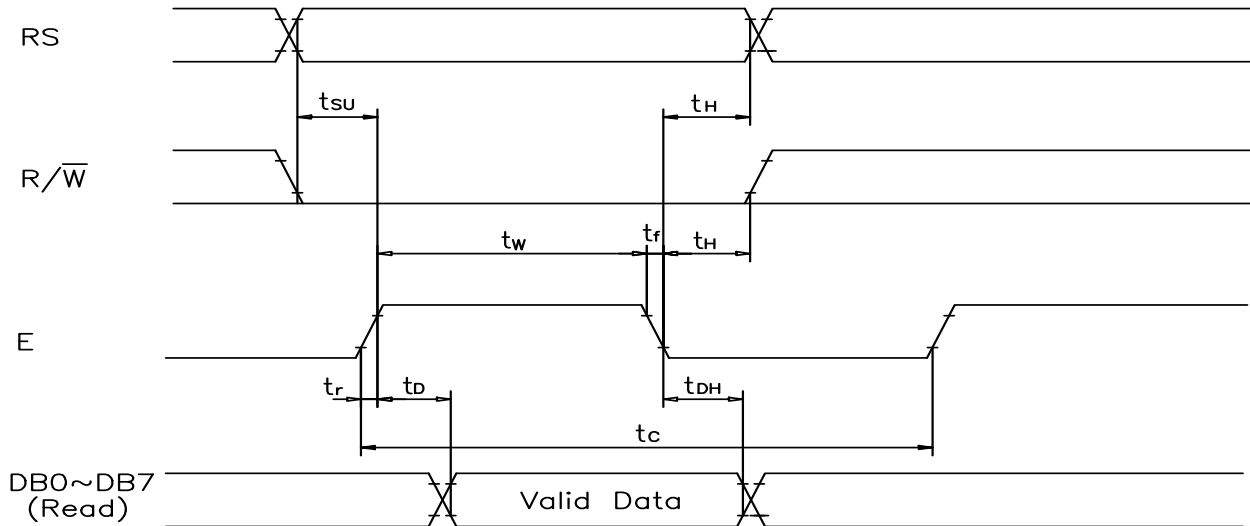 RS
tSU
tH
R/W̅
tW
tf
tH
E
tr
tD
tDH
tC
DB0~DB7
(Read)
Valid Data